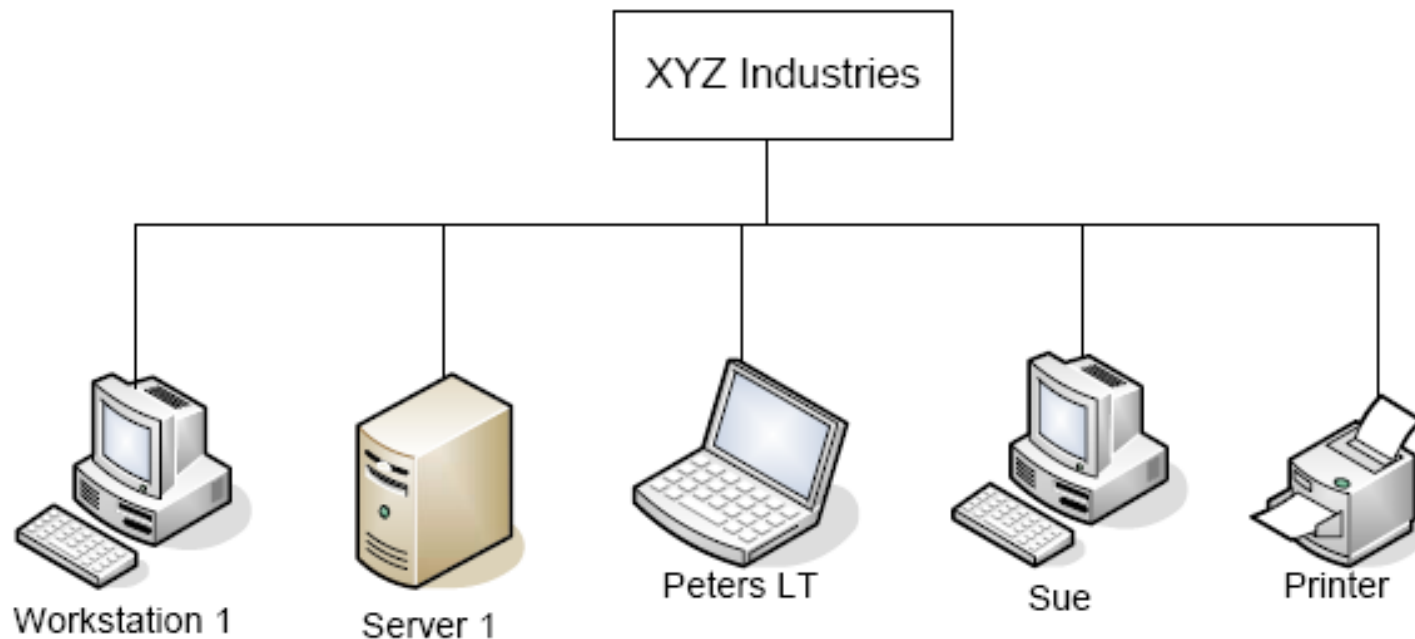 XYZ Industries
Workstation 1
Server 1
Peters LT
Sue
Printer